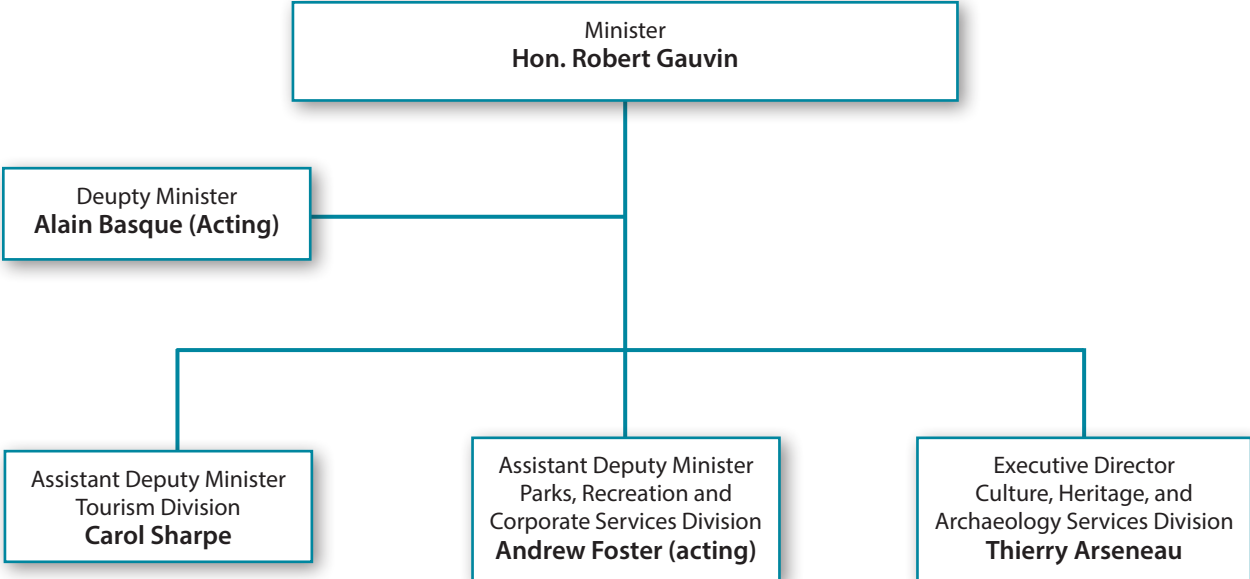 Minister
Hon. Robert Gauvin
Deupty Minister
Alain Basque (Acting)
Assistant Deputy Minister
Tourism Division
Carol Sharpe
Assistant Deputy Minister
Parks, Recreation and
Corporate Services Division
Andrew Foster (acting)
Executive Director
Culture, Heritage, and
Archaeology Services Division
Thierry Arseneau